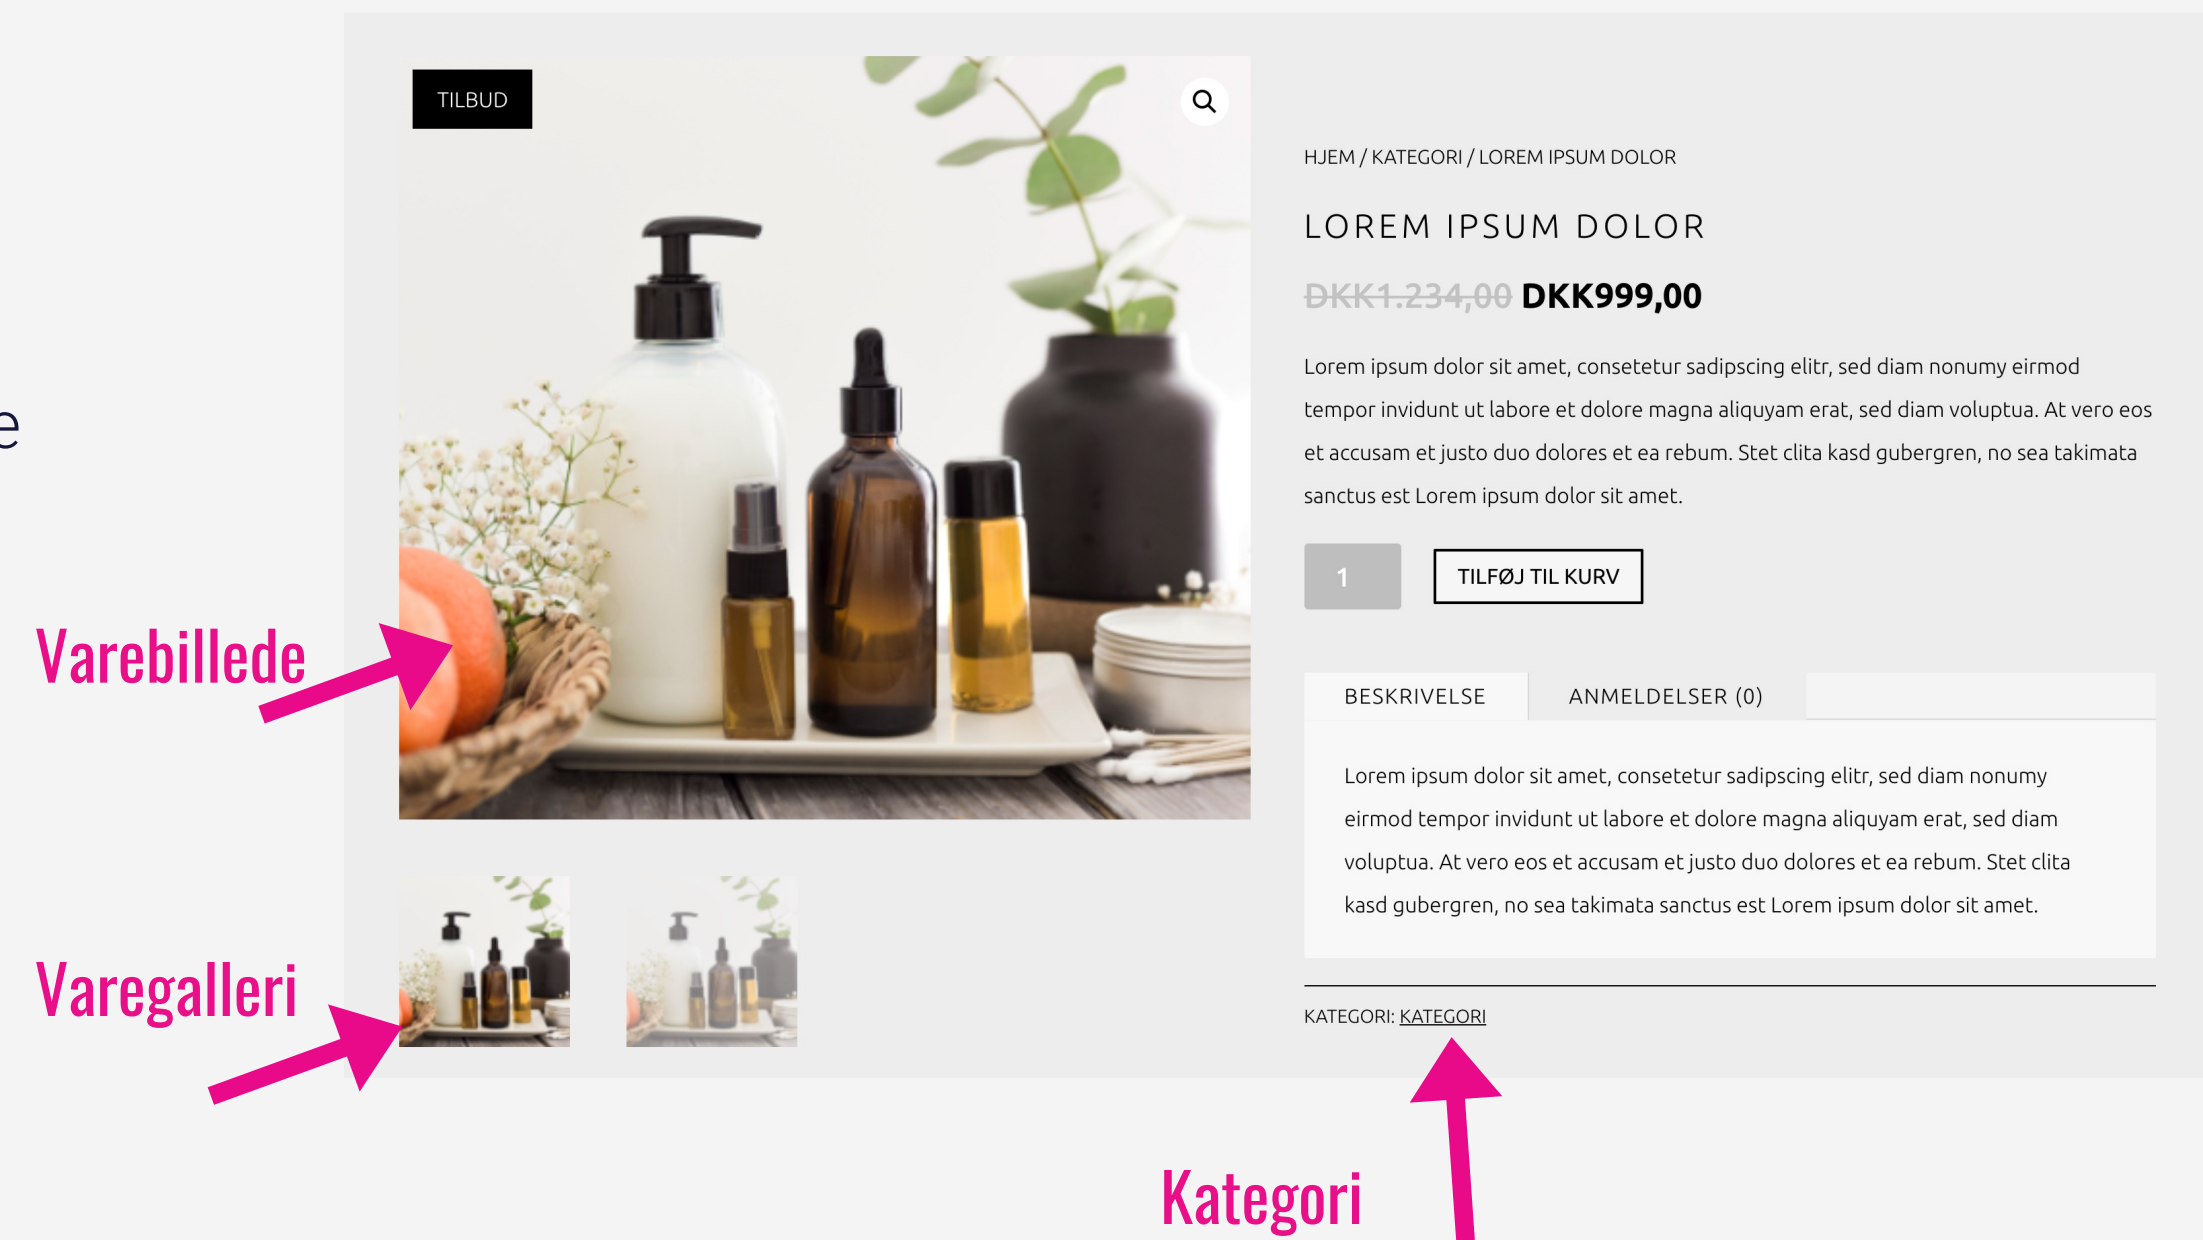 TILBUD
HJEM / KATEGORI / LOREM IPSUM DOLOR
LOREM IPSUM DOLOR
DKK1.234,00 DKK999,00
Lorem ipsum dolor sit amet, consetetur sadipscing elitr, sed diam nonumy eirmod
tempor invidunt ut labore et dolore magna aliquyam erat, sed diam voluptua. At vero eos
et accusam et justo duo dolores et ea rebum. Stet clita kasd gubergren, no sea takimata
sanctus est Lorem ipsum dolor sit amet.
1
TILFØJ TIL KURV
BESKRIVELSE
ANMELDELSER (0)
Lorem ipsum dolor sit amet, consetetur sadipscing elitr, sed diam nonumy
eirmod tempor invidunt ut labore et dolore magna aliquyam erat, sed diam
voluptua. At vero eos et accusam et justo duo dolores et ea rebum. Stet clita
kasd gubergren, no sea takimata sanctus est Lorem ipsum dolor sit amet.
KATEGORI: KATEGORI
e
Varebillede
Varegalleri
Kategori